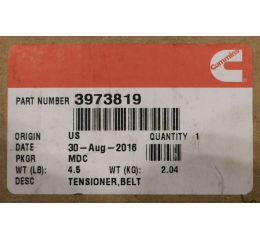 Cummins
PART NUMBER 3973819
ORIGIN US QUANTITY 1
DATE 30-Aug-2016
PKGR MDC
WT (LB): 4.5 WT (KG): 2.04
DESC TENSIONER,BELT